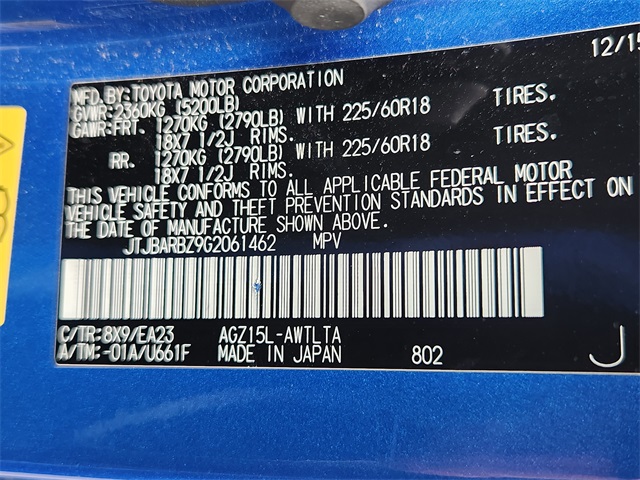 12/15
MFD.BY:TOYOTA MOTOR CORPORATION
GVWR:2360KG (5200LB)
GAWR:FRT. 1270KG (2790LB) WITH 225/60R18 TIRES.
18X7 1/2J RIMS.
RR. 1270KG (2790LB) WITH 225/60R18 TIRES.
18X7 1/2J RIMS.
THIS VEHICLE CONFORMS TO ALL APPLICABLE FEDERAL MOTOR
VEHICLE SAFETY AND THEFT PREVENTION STANDARDS IN EFFECT ON
THE DATE OF MANUFACTURE SHOWN ABOVE.
JTJBARBZ9G2061462 MPV
C/TR:8X9/EA23 AGZ15L-AWTLTA
A/TM:-01A/U661F MADE IN JAPAN 802
J